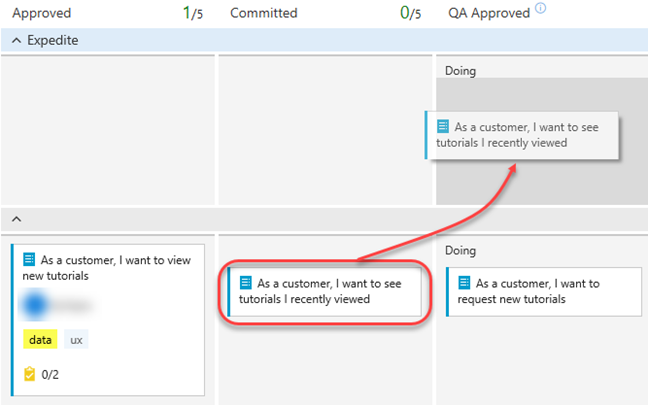 Approved 1/5 Committed 0/5 QA Approved
Expedite
Doing
As a customer, I want to see
tutorials I recently viewed
As a customer, I want to view
new tutorials
data ux
0/2
As a customer, I want to see
tutorials I recently viewed
Doing
As a customer, I want to
request new tutorials